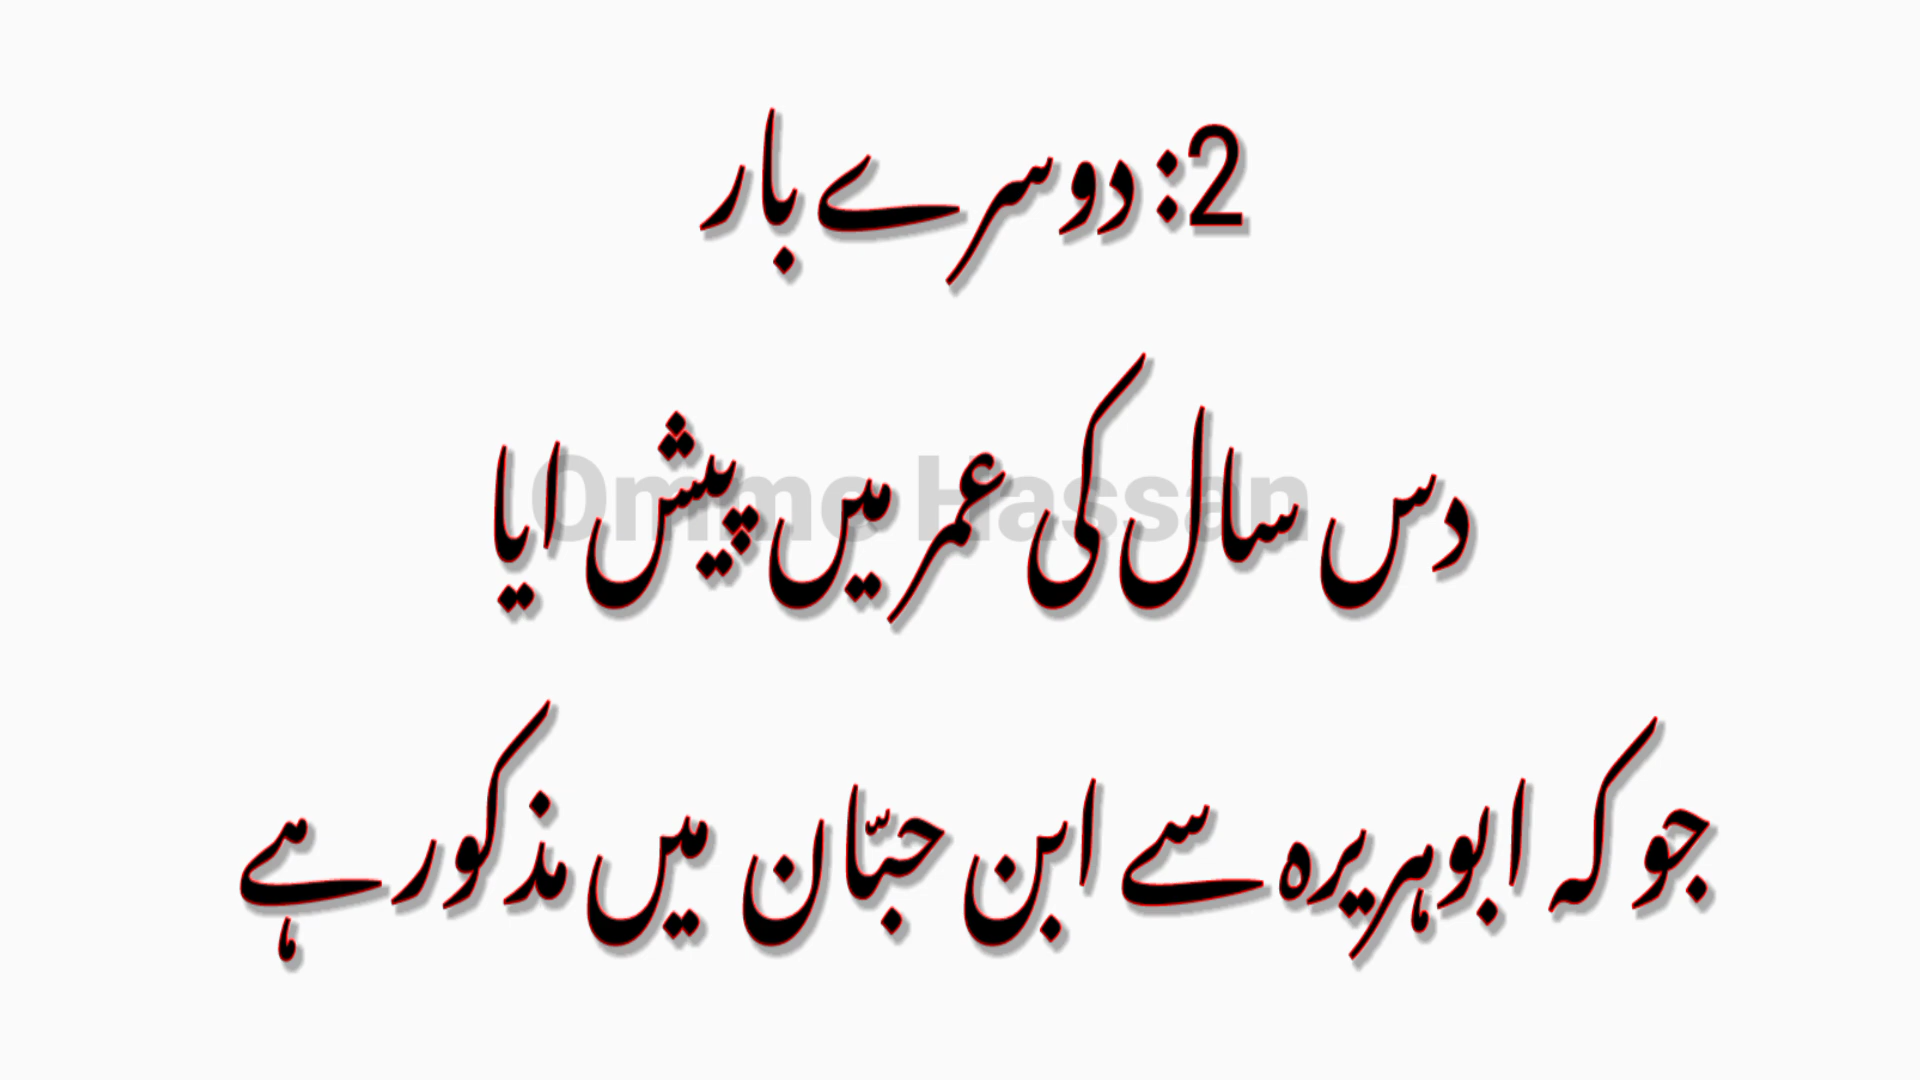 2: دوسرے بار
دس سال کی عمر میں پیش ایا
Omme Hassan
جو کہ ابوہریرہ سے ابن حبّان میں مذکور ہے